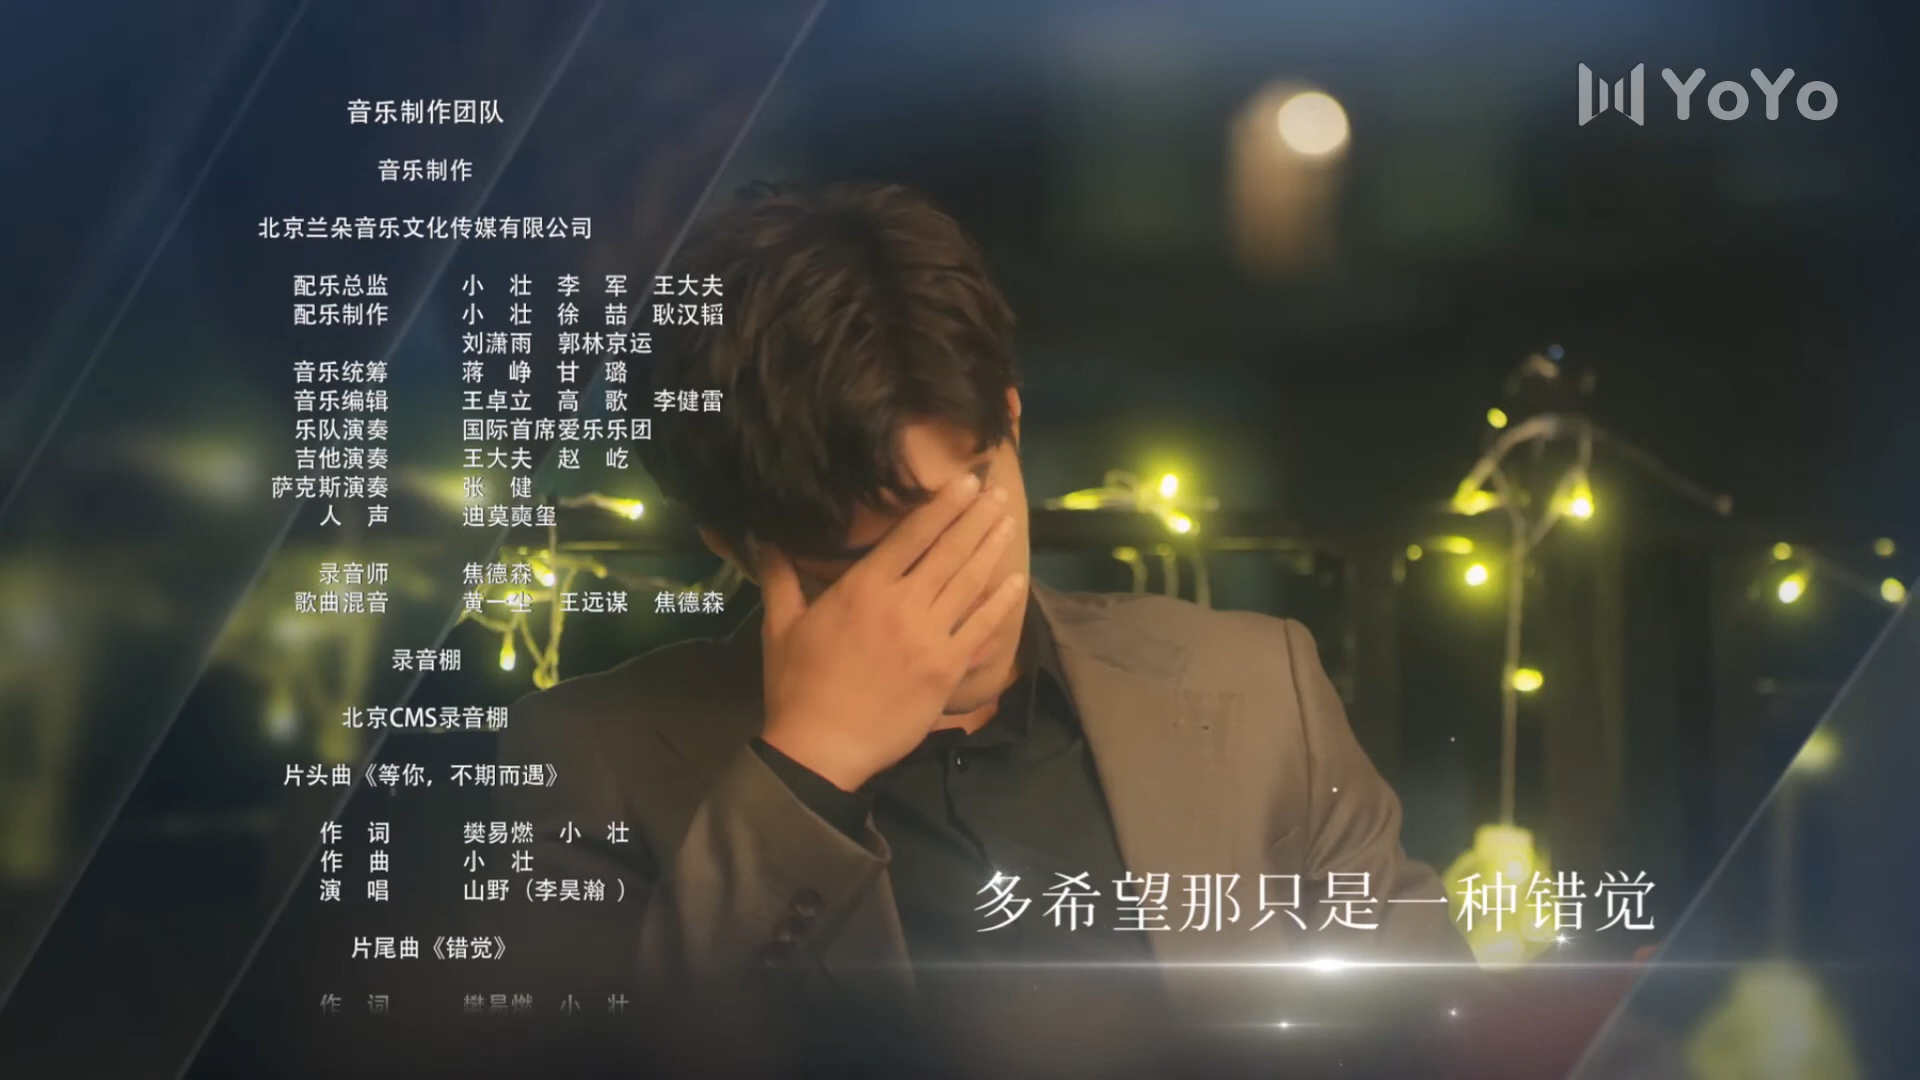 YoYo
音乐制作团队
音乐制作
北京兰朵音乐文化传媒有限公司
配乐总监 小 壮 李 军 王大夫
配乐制作 小 壮 徐 喆 耿汉韬
刘潇雨 郭林京运
音乐统筹 蒋 峥 甘 璐
音乐编辑 王卓立 高 歌 李健雷
乐队演奏 国际首席爱乐乐团
吉他演奏 王大夫 赵 屹
萨克斯演奏 张 健
人 声 迪莫奭玺
录音师 焦德森
歌曲混音 黄一尘 王远谋 焦德森
录音棚
北京CMS录音棚
片头曲《等你，不期而遇》
作 词 樊易燃 小 壮
作 曲 小 壮
演 唱 山野（李昊瀚 ）
片尾曲《错觉》
作 词 樊易燃 小 壮
多希望那只是一种错觉